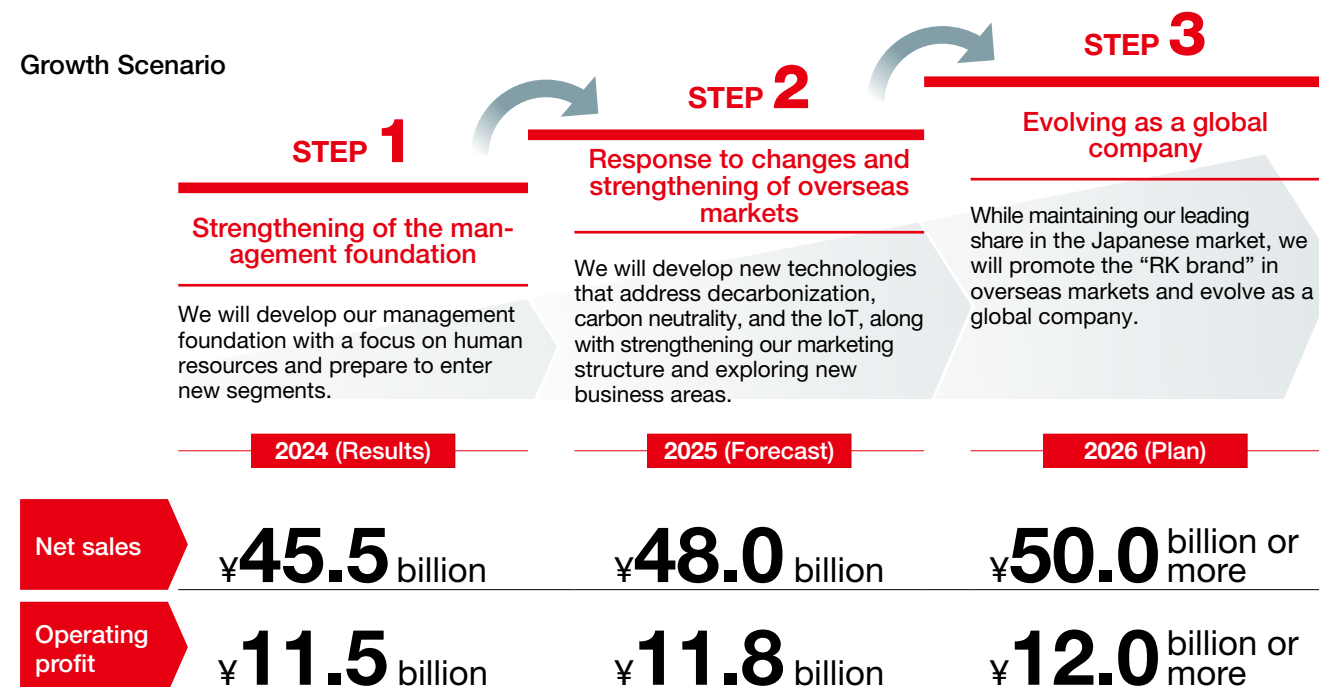 Growth Scenario
STEP 1
Strengthening of the man-
agement foundation
We will develop our management
foundation with a focus on human
resources and prepare to enter
new segments.
STEP 2
Response to changes and
strengthening of overseas
markets
We will develop new technologies
that address decarbonization,
carbon neutrality, and the IoT, along
with strengthening our marketing
structure and exploring new
business areas.
STEP 3
Evolving as a global
company
While maintaining our leading
share in the Japanese market, we
will promote the “RK brand” in
overseas markets and evolve as a
global company.
2024 (Results)
2025 (Forecast)
2026 (Plan)
Net sales
¥45.5 billion
¥48.0 billion
¥50.0 billion or
more
Operating
profit
¥11.5 billion
¥11.8 billion
¥12.0 billion or
more